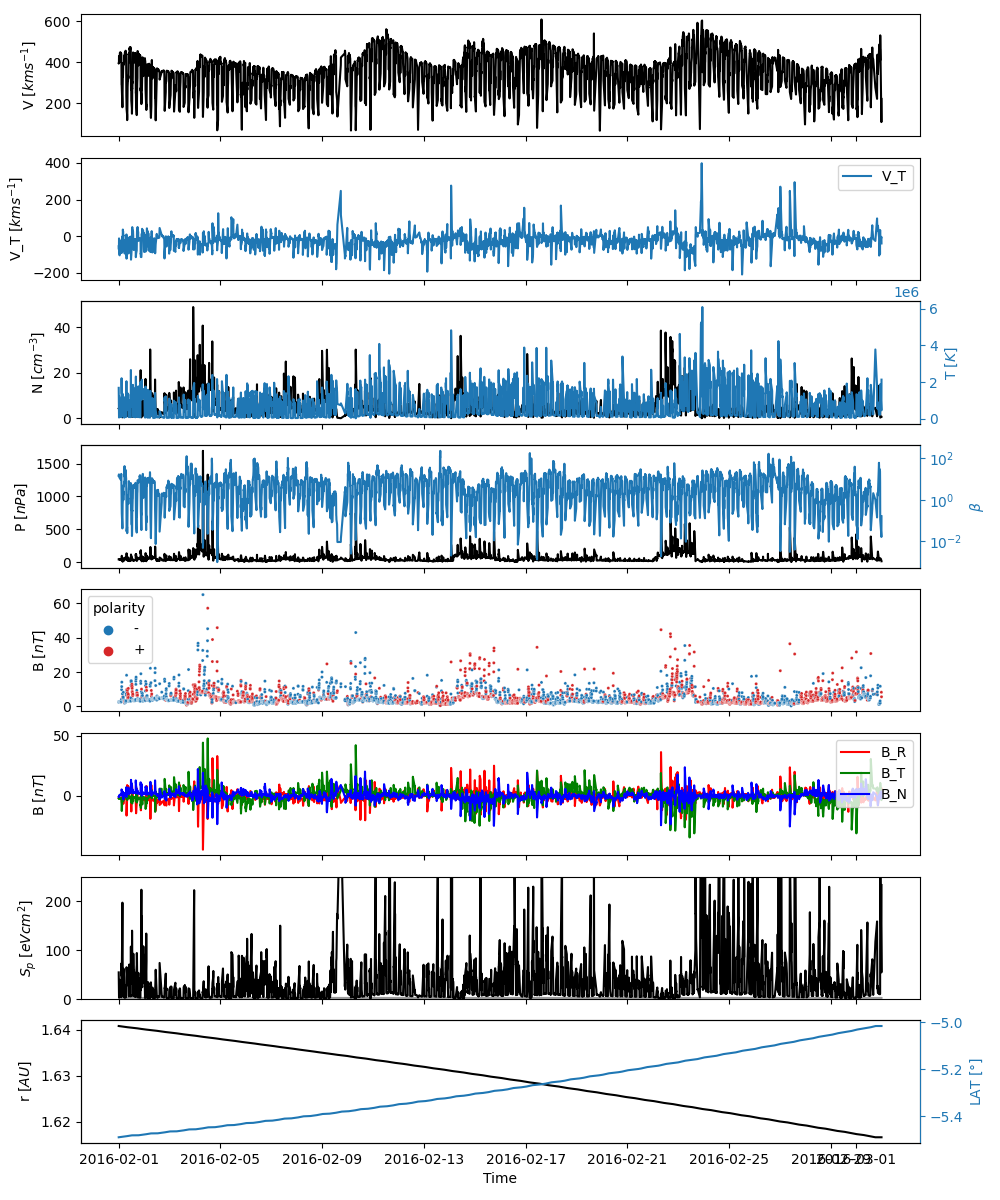 V [kms⁻¹]
600
400
200
V_T [kms⁻¹]
400
200
0
−200
V_T
N [cm⁻³]
40
20
0
1e6
6
4
2
0
T [K]
P [nPa]
1500
1000
500
0
10²
10⁰
10⁻²
β
B [nT]
60
40
20
0
polarity
-
+
B [nT]
50
0
B_R
B_T
B_N
Sₚ [eVcm²]
200
100
0
r [AU]
1.64
1.63
1.62
−5.0
−5.2
−5.4
LAT [°]
2016-02-01 2016-02-05 2016-02-09 2016-02-13 2016-02-17 2016-02-21 2016-02-25 2016-02-29 2016-03-01
Time